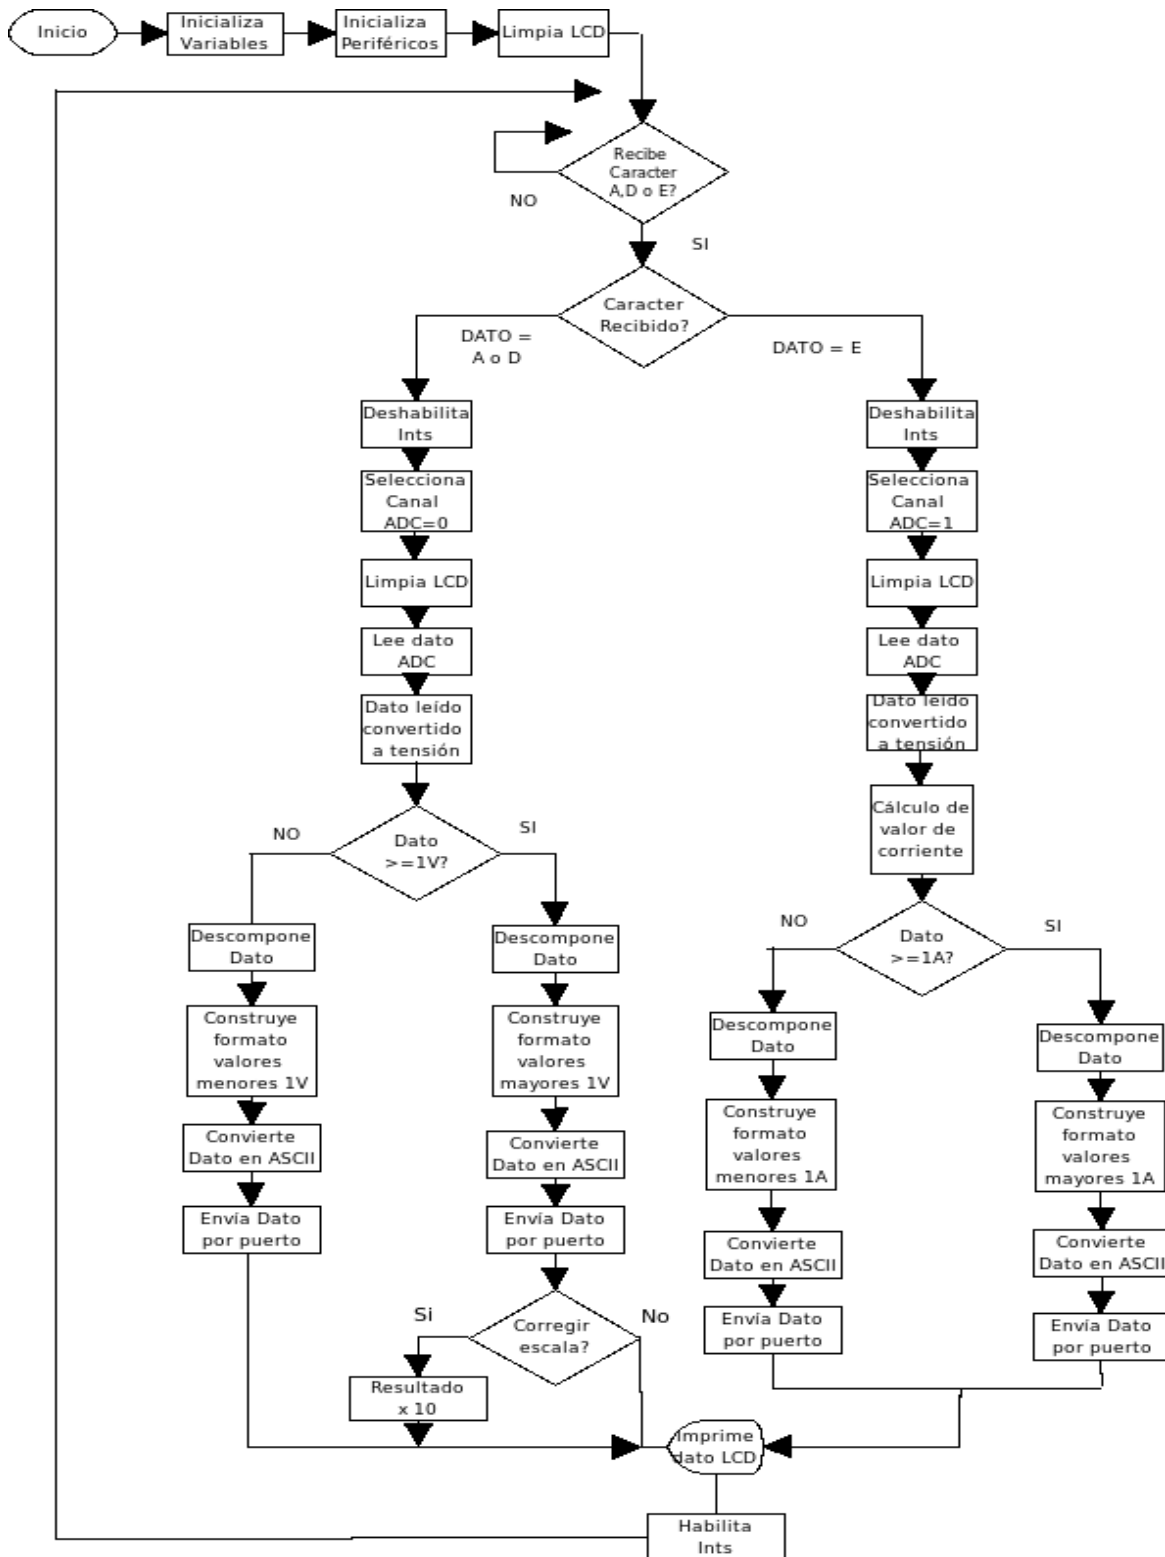 Inicio
Inicializa
Variables
Inicializa
Periféricos
Limpia LCD
Recibe
Caracter
A,D o E?
NO
SI
Caracter
Recibido?
DATO =
A o D
DATO = E
Deshabilita
Ints
Selecciona
Canal
ADC=0
Limpia LCD
Lee dato
ADC
Dato leído
convertido
a tensión
Dato
>=1V?
NO
SI
Descompone
Dato
Construye
formato
valores
menores 1V
Convierte
Dato en ASCII
Envía Dato
por puerto
Descompone
Dato
Construye
formato
valores
mayores 1V
Convierte
Dato en ASCII
Envía Dato
por puerto
Corregir
escala?
Si
No
Resultado
x 10
Deshabilita
Ints
Selecciona
Canal
ADC=1
Limpia LCD
Lee dato
ADC
Dato leído
convertido
a tensión
Cálculo de
valor de
corriente
Dato
>=1A?
NO
SI
Descompone
Dato
Construye
formato
valores
menores 1A
Convierte
Dato en ASCII
Envía Dato
por puerto
Descompone
Dato
Construye
formato
valores
mayores 1A
Convierte
Dato en ASCII
Envía Dato
por puerto
Imprime
dato LCD
Habilita
Ints